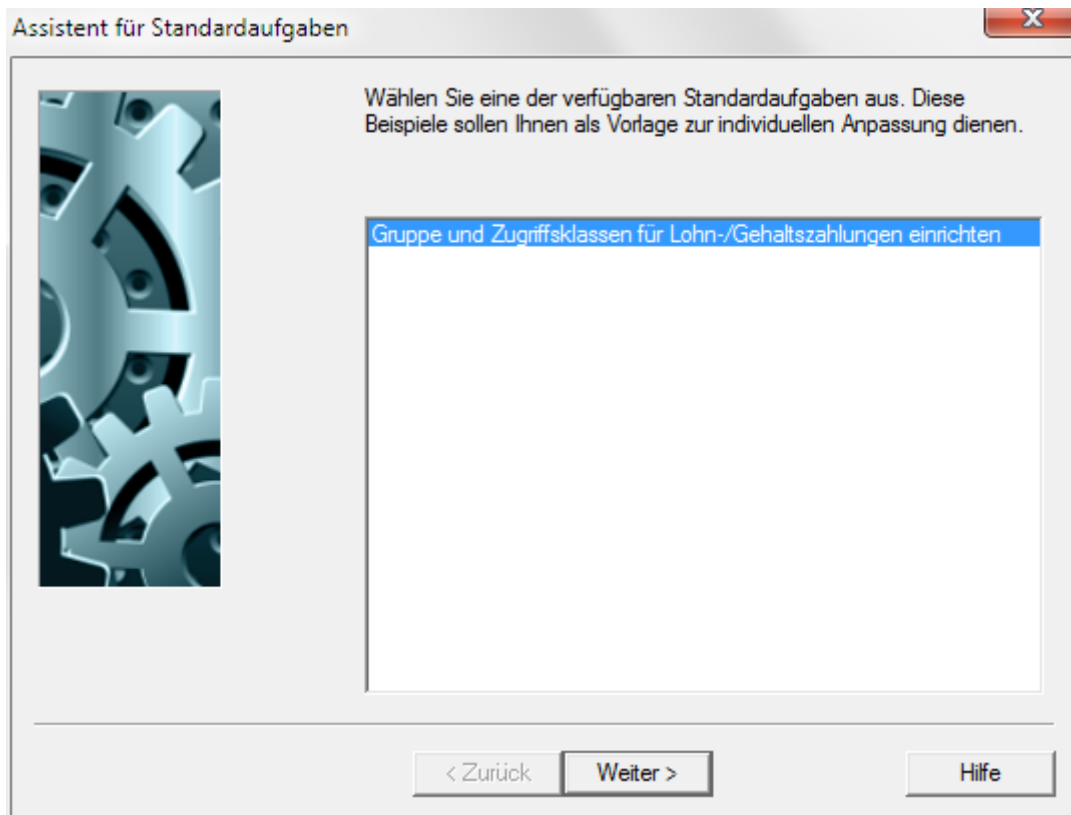 Assistent für Standardaufgaben
Wählen Sie eine der verfügbaren Standardaufgaben aus. Diese
Beispiele sollen Ihnen als Vorlage zur individuellen Anpassung dienen.
Gruppe und Zugriffsklassen für Lohn-/Gehaltszahlungen einrichten
< Zurück
Weiter >
Hilfe